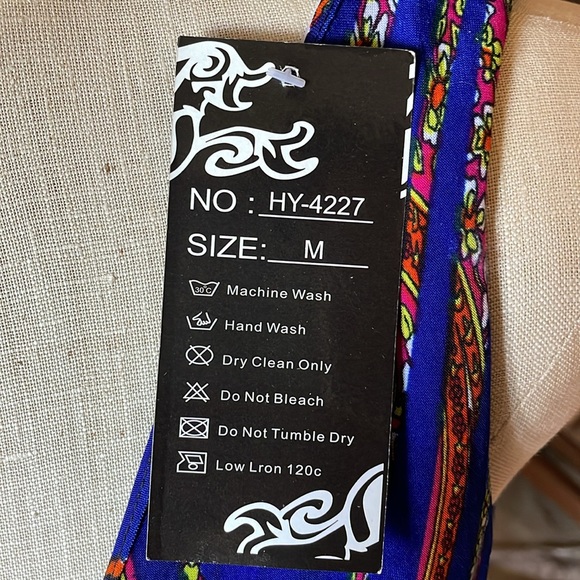 NO : HY-4227
SIZE: M
30°C Machine Wash
Hand Wash
Dry Clean Only
Do Not Bleach
Do Not Tumble Dry
Low Lron 120c